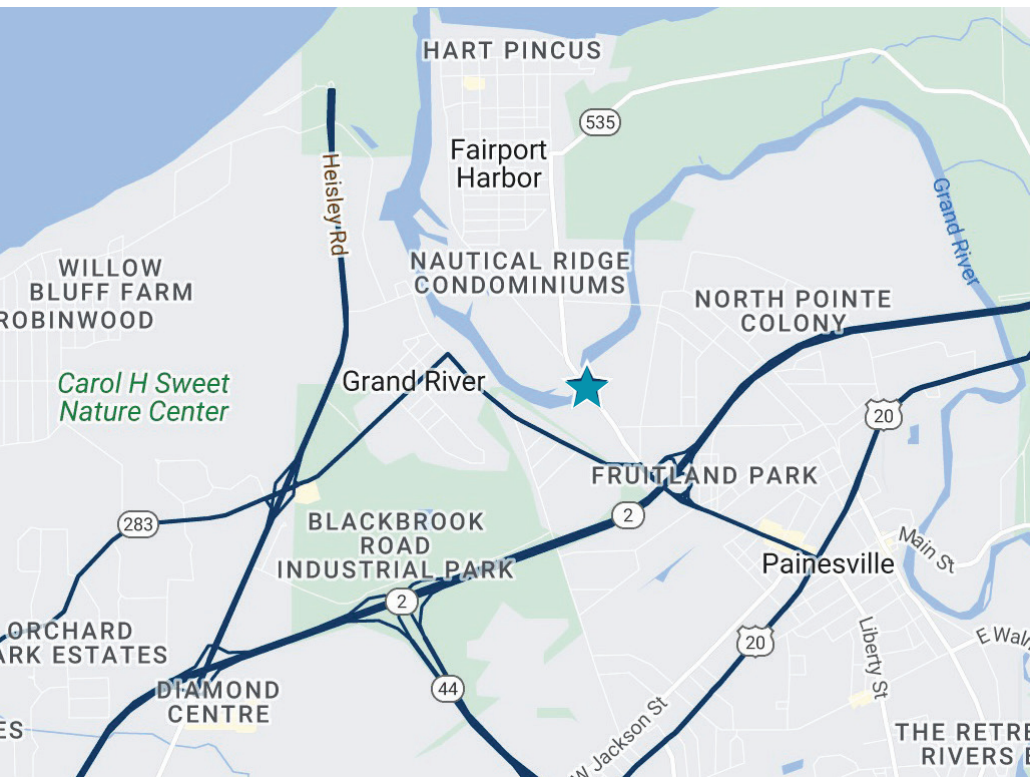 HART PINCUS
535
Fairport
Harbor
Heisley Rd
Grand River
NAUTICAL RIDGE
CONDOMINIUMS
WILLOW
BLUFF FARM
ROBINWOOD
NORTH POINTE
COLONY
Carol H Sweet
Nature Center
Grand River
20
FRUITLAND PARK
2
283
BLACKBROOK
ROAD
INDUSTRIAL PARK
Main St
Painesville
2
ORCHARD
ARK ESTATES
20
Liberty St
E Waln
44
DIAMOND
CENTRE
W Jackson St
ES
THE RETRE
RIVERS E